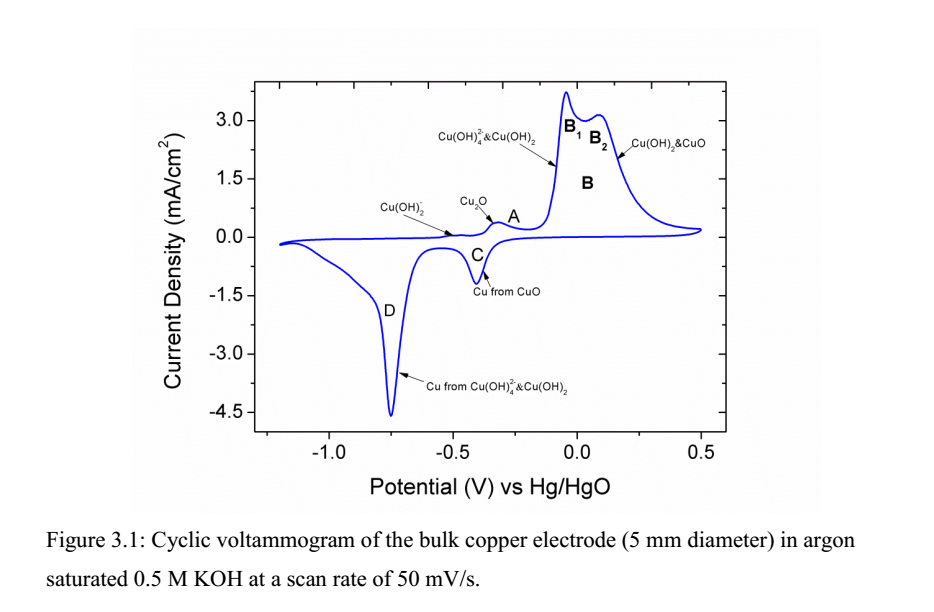 3.0
1.5
0.0
-1.5
-3.0
-4.5
-1.0 -0.5 0.0 0.5
Current Density (mA/cm²)
Potential (V) vs Hg/HgO
Cu(OH)₄²⁻&Cu(OH)₂
B₁
B₂
Cu(OH)₂&CuO
B
Cu(OH)₂⁻
Cu₂O
A
C
Cu from CuO
D
Cu from Cu(OH)₄²⁻&Cu(OH)₂
Figure 3.1: Cyclic voltammogram of the bulk copper electrode (5 mm diameter) in argon
saturated 0.5 M KOH at a scan rate of 50 mV/s.